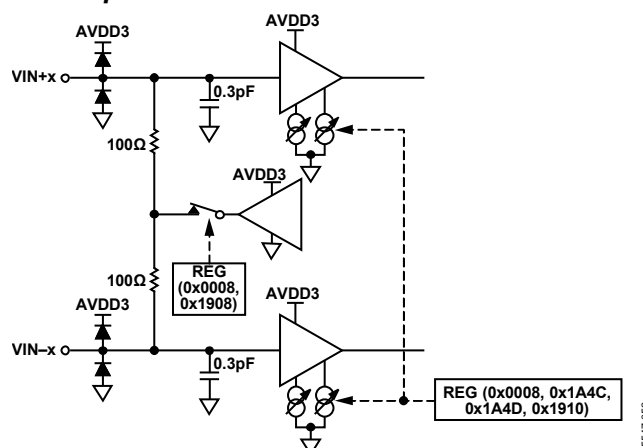 AVDD3
AVDD3
VIN+x
0.3pF
100Ω
AVDD3
100Ω
REG
(0x0008,
0x1908)
AVDD3
AVDD3
VIN–x
0.3pF
REG (0x0008, 0x1A4C,
0x1A4D, 0x1910)